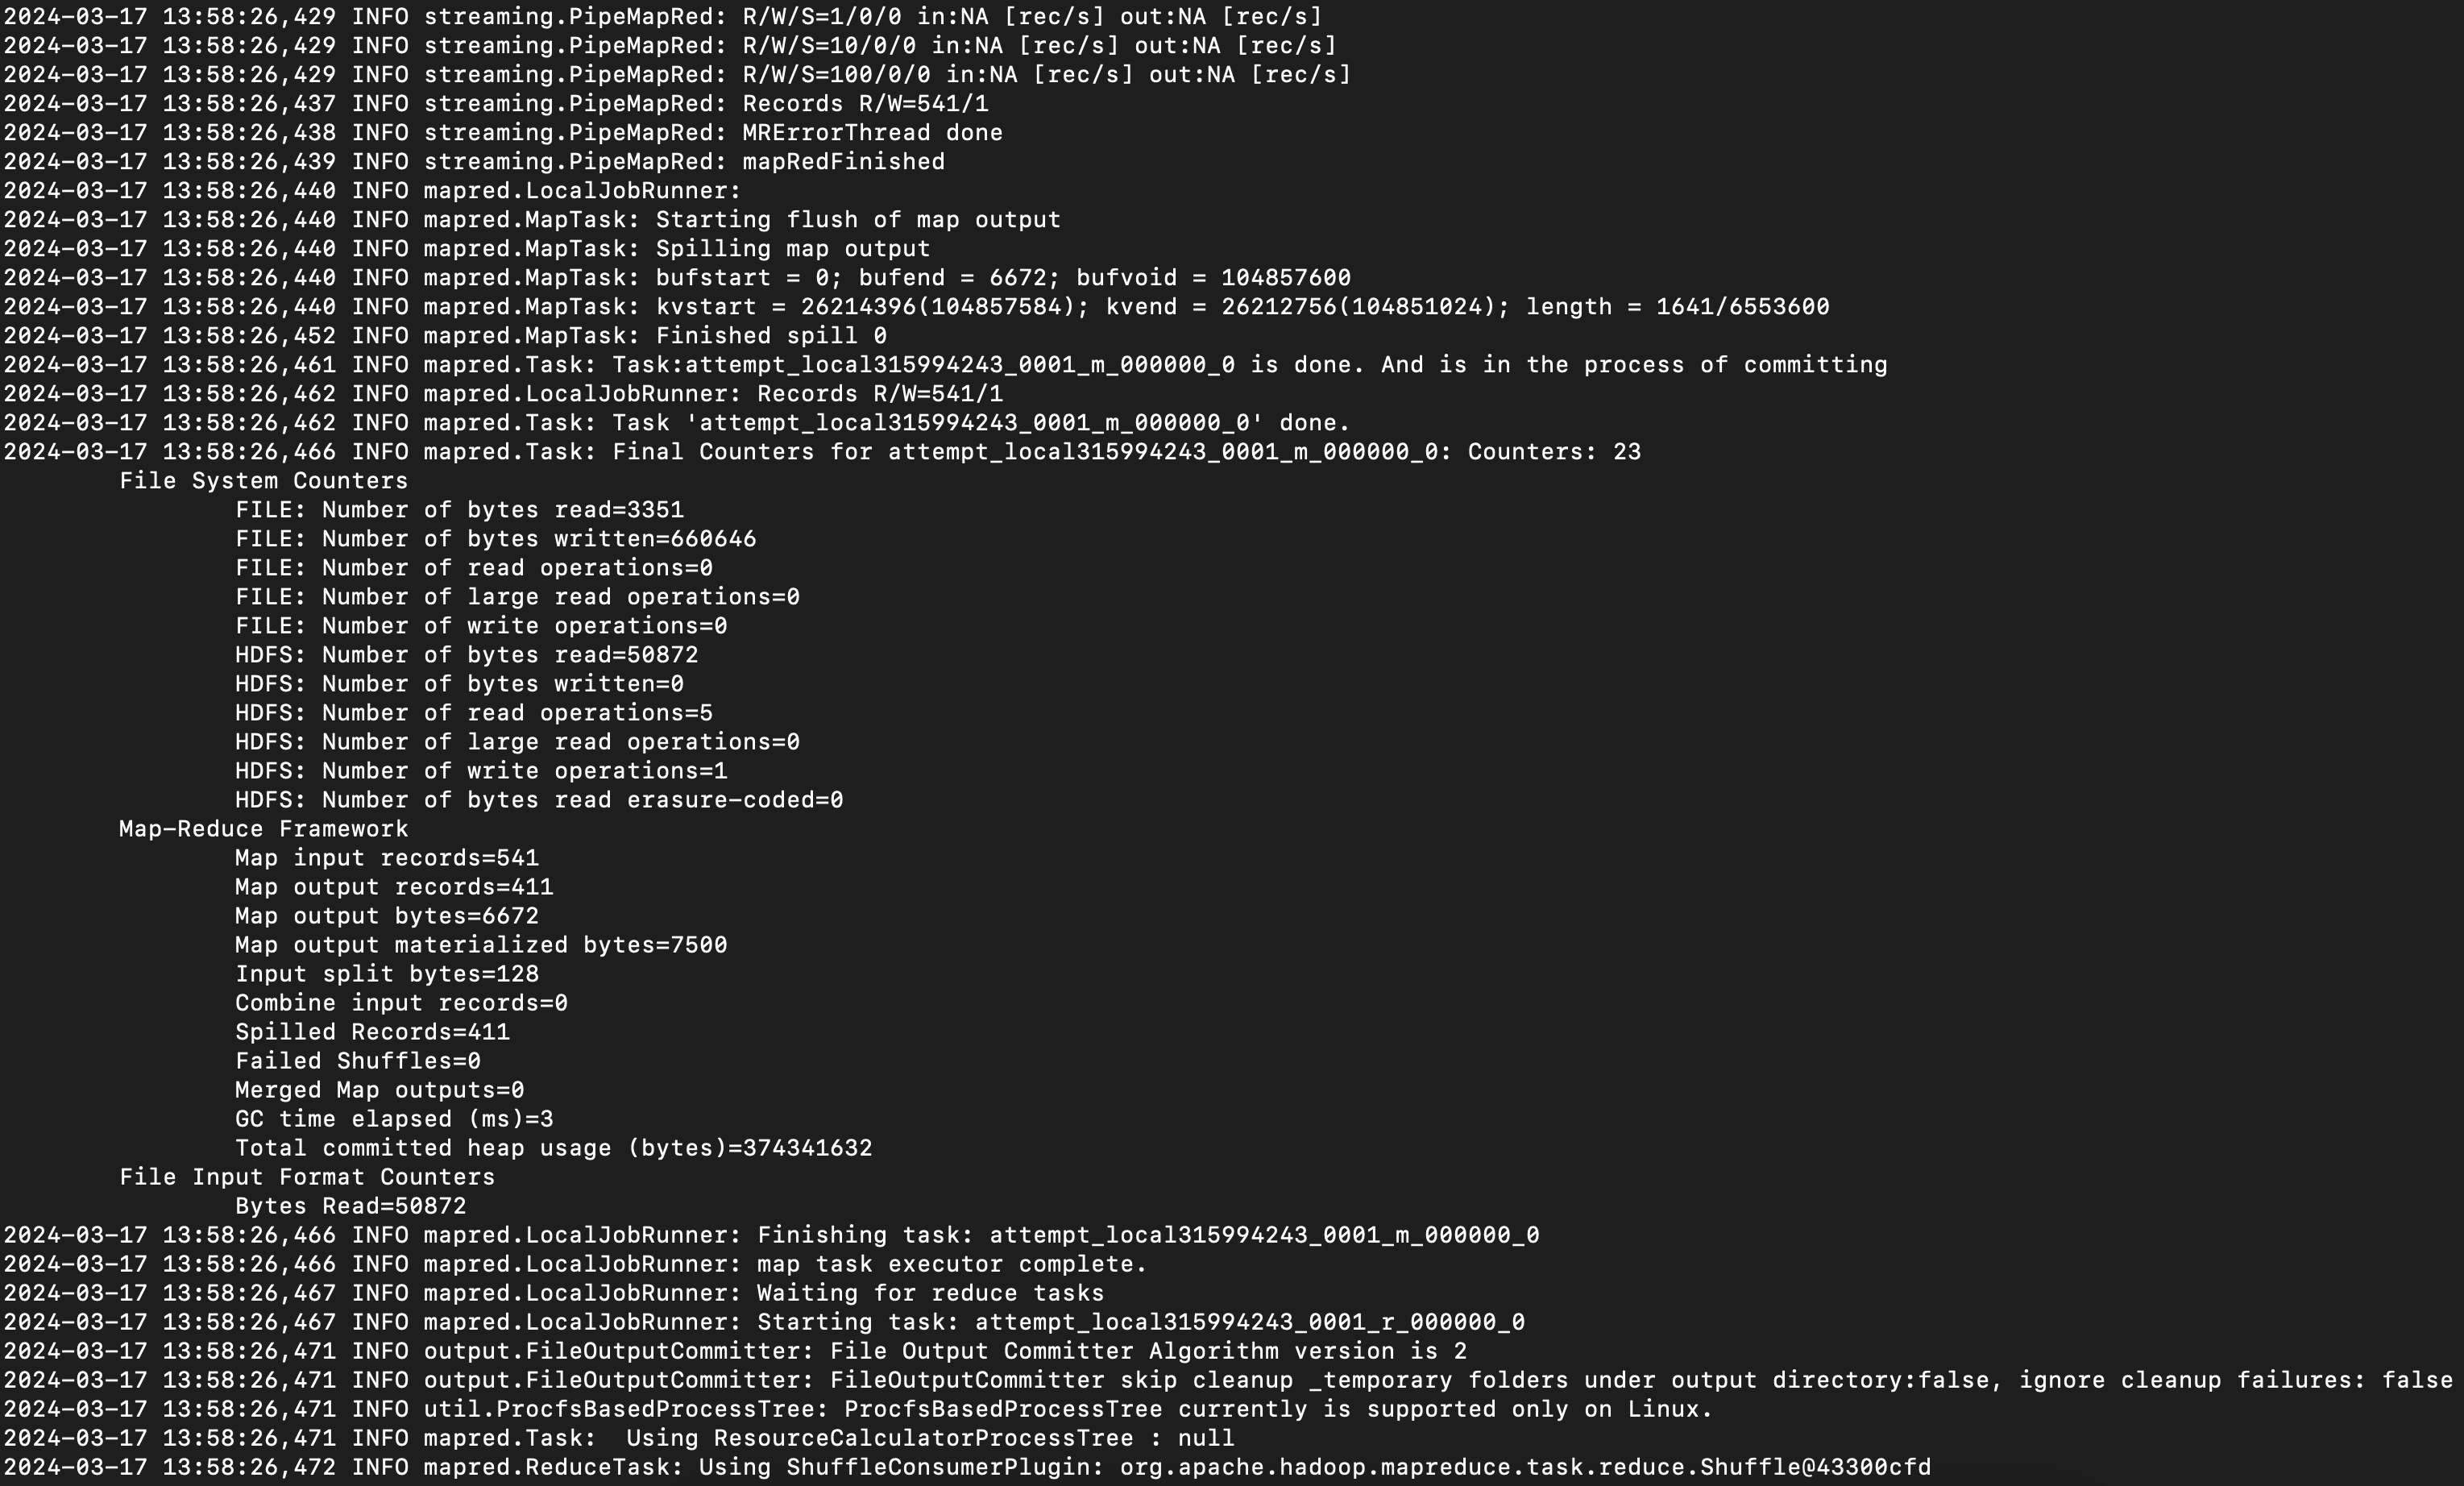 2024-03-17 13:58:26,429 INFO streaming.PipeMapRed: R/W/S=1/0/0 in:NA [rec/s] out:NA [rec/s]
2024-03-17 13:58:26,429 INFO streaming.PipeMapRed: R/W/S=10/0/0 in:NA [rec/s] out:NA [rec/s]
2024-03-17 13:58:26,429 INFO streaming.PipeMapRed: R/W/S=100/0/0 in:NA [rec/s] out:NA [rec/s]
2024-03-17 13:58:26,437 INFO streaming.PipeMapRed: Records R/W=541/1
2024-03-17 13:58:26,438 INFO streaming.PipeMapRed: MRErrorThread done
2024-03-17 13:58:26,439 INFO streaming.PipeMapRed: mapRedFinished
2024-03-17 13:58:26,440 INFO mapred.LocalJobRunner:
2024-03-17 13:58:26,440 INFO mapred.MapTask: Starting flush of map output
2024-03-17 13:58:26,440 INFO mapred.MapTask: Spilling map output
2024-03-17 13:58:26,440 INFO mapred.MapTask: bufstart = 0; bufend = 6672; bufvoid = 104857600
2024-03-17 13:58:26,440 INFO mapred.MapTask: kvstart = 26214396(104857584); kvend = 26212756(104851024); length = 1641/6553600
2024-03-17 13:58:26,452 INFO mapred.MapTask: Finished spill 0
2024-03-17 13:58:26,461 INFO mapred.Task: Task:attempt_local315994243_0001_m_000000_0 is done. And is in the process of committing
2024-03-17 13:58:26,462 INFO mapred.LocalJobRunner: Records R/W=541/1
2024-03-17 13:58:26,462 INFO mapred.Task: Task 'attempt_local315994243_0001_m_000000_0' done.
2024-03-17 13:58:26,466 INFO mapred.Task: Final Counters for attempt_local315994243_0001_m_000000_0: Counters: 23
File System Counters
FILE: Number of bytes read=3351
FILE: Number of bytes written=660646
FILE: Number of read operations=0
FILE: Number of large read operations=0
FILE: Number of write operations=0
HDFS: Number of bytes read=50872
HDFS: Number of bytes written=0
HDFS: Number of read operations=5
HDFS: Number of large read operations=0
HDFS: Number of write operations=1
HDFS: Number of bytes read erasure-coded=0
Map-Reduce Framework
Map input records=541
Map output records=411
Map output bytes=6672
Map output materialized bytes=7500
Input split bytes=128
Combine input records=0
Spilled Records=411
Failed Shuffles=0
Merged Map outputs=0
GC time elapsed (ms)=3
Total committed heap usage (bytes)=374341632
File Input Format Counters
Bytes Read=50872
2024-03-17 13:58:26,466 INFO mapred.LocalJobRunner: Finishing task: attempt_local315994243_0001_m_000000_0
2024-03-17 13:58:26,466 INFO mapred.LocalJobRunner: map task executor complete.
2024-03-17 13:58:26,467 INFO mapred.LocalJobRunner: Waiting for reduce tasks
2024-03-17 13:58:26,467 INFO mapred.LocalJobRunner: Starting task: attempt_local315994243_0001_r_000000_0
2024-03-17 13:58:26,471 INFO output.FileOutputCommitter: File Output Committer Algorithm version is 2
2024-03-17 13:58:26,471 INFO output.FileOutputCommitter: FileOutputCommitter skip cleanup _temporary folders under output directory:false, ignore cleanup failures: false
2024-03-17 13:58:26,471 INFO util.ProcfsBasedProcessTree: ProcfsBasedProcessTree currently is supported only on Linux.
2024-03-17 13:58:26,471 INFO mapred.Task:  Using ResourceCalculatorProcessTree : null
2024-03-17 13:58:26,472 INFO mapred.ReduceTask: Using ShuffleConsumerPlugin: org.apache.hadoop.mapreduce.task.reduce.Shuffle@43300cfd